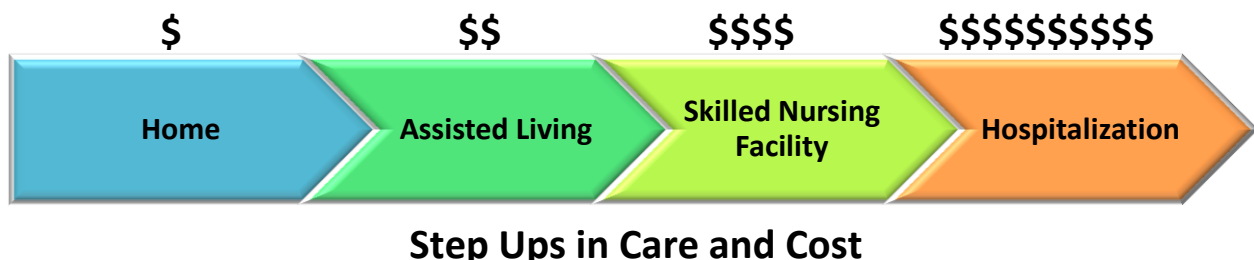 $
$$
$$$$
$$$$$$$$$$
Home
Assisted Living
Skilled Nursing
Facility
Hospitalization
Step Ups in Care and Cost